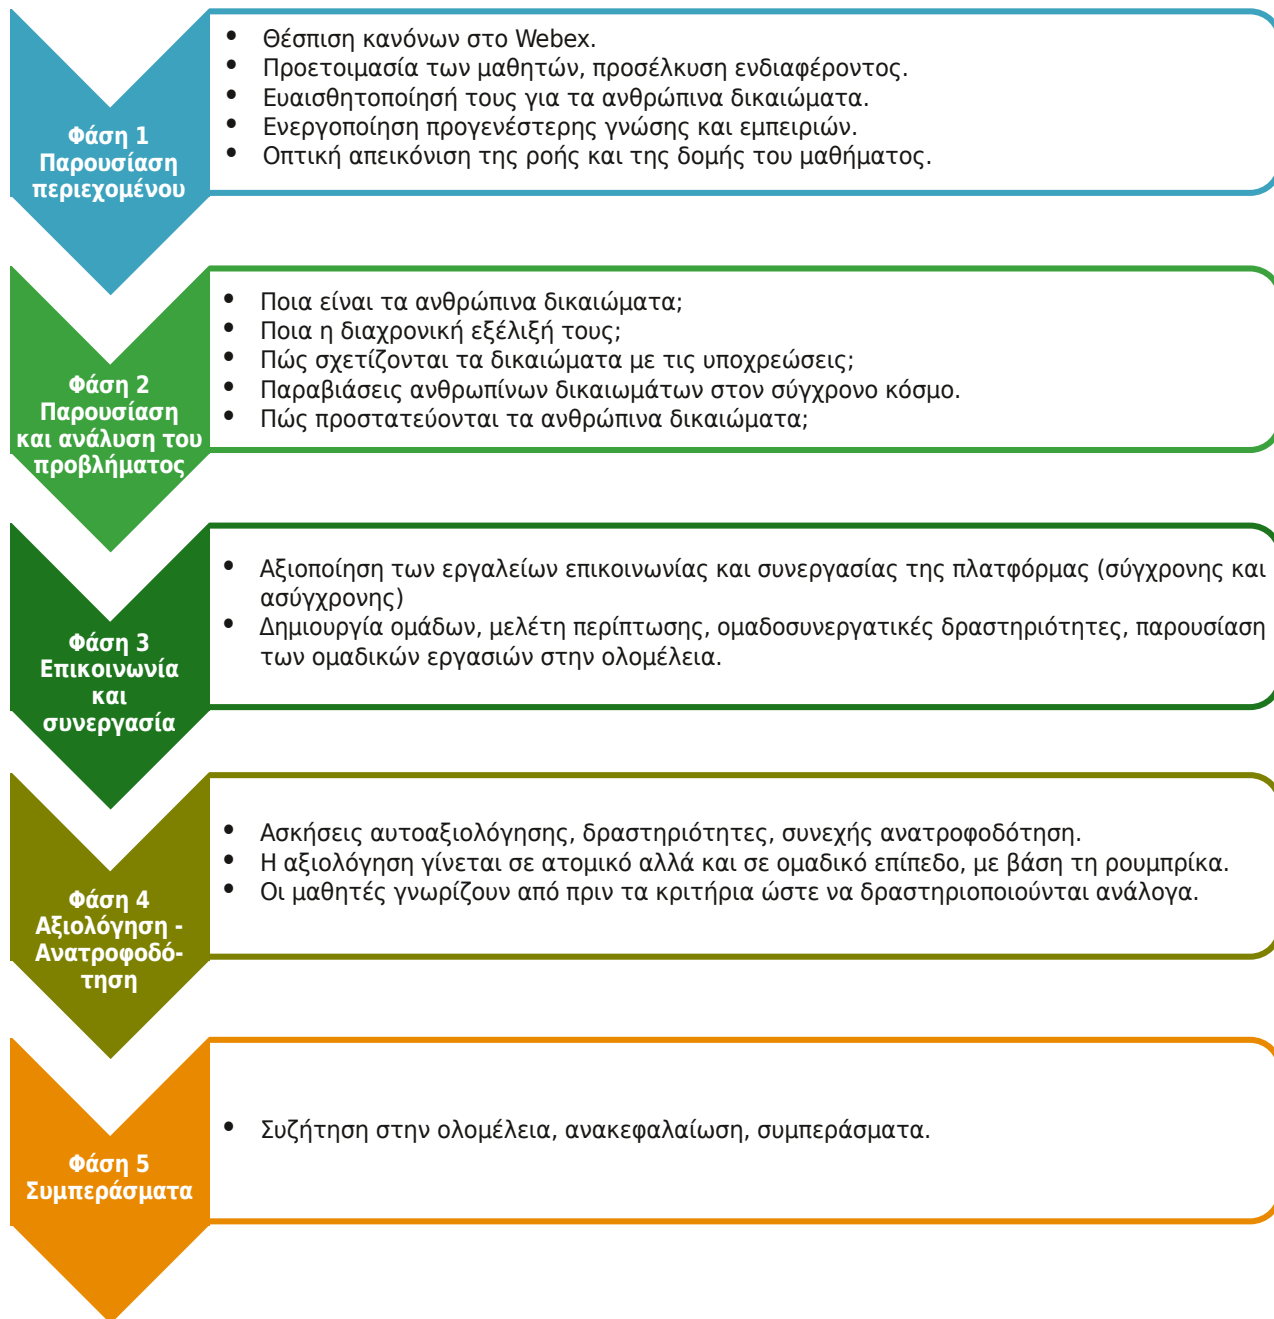 Φάση 1
Παρουσίαση
περιεχομένου
• Θέσπιση κανόνων στο Webex.
• Προετοιμασία των μαθητών, προσέλκυση ενδιαφέροντος.
• Ευαισθητοποίησή τους για τα ανθρώπινα δικαιώματα.
• Ενεργοποίηση προγενέστερης γνώσης και εμπειριών.
• Οπτική απεικόνιση της ροής και της δομής του μαθήματος.
Φάση 2
Παρουσίαση
και ανάλυση του
προβλήματος
• Ποια είναι τα ανθρώπινα δικαιώματα;
• Ποια η διαχρονική εξέλιξή τους;
• Πώς σχετίζονται τα δικαιώματα με τις υποχρεώσεις;
• Παραβιάσεις ανθρωπίνων δικαιωμάτων στον σύγχρονο κόσμο.
• Πώς προστατεύονται τα ανθρώπινα δικαιώματα;
Φάση 3
Επικοινωνία
και
συνεργασία
• Αξιοποίηση των εργαλείων επικοινωνίας και συνεργασίας της πλατφόρμας (σύγχρονης και
ασύγχρονης)
• Δημιουργία ομάδων, μελέτη περίπτωσης, ομαδοσυνεργατικές δραστηριότητες, παρουσίαση
των ομαδικών εργασιών στην ολομέλεια.
Φάση 4
Αξιολόγηση -
Ανατροφοδό-
τηση
• Ασκήσεις αυτοαξιολόγησης, δραστηριότητες, συνεχής ανατροφοδότηση.
• Η αξιολόγηση γίνεται σε ατομικό αλλά και σε ομαδικό επίπεδο, με βάση τη ρουμπρίκα.
• Οι μαθητές γνωρίζουν από πριν τα κριτήρια ώστε να δραστηριοποιούνται ανάλογα.
Φάση 5
Συμπεράσματα
• Συζήτηση στην ολομέλεια, ανακεφαλαίωση, συμπεράσματα.